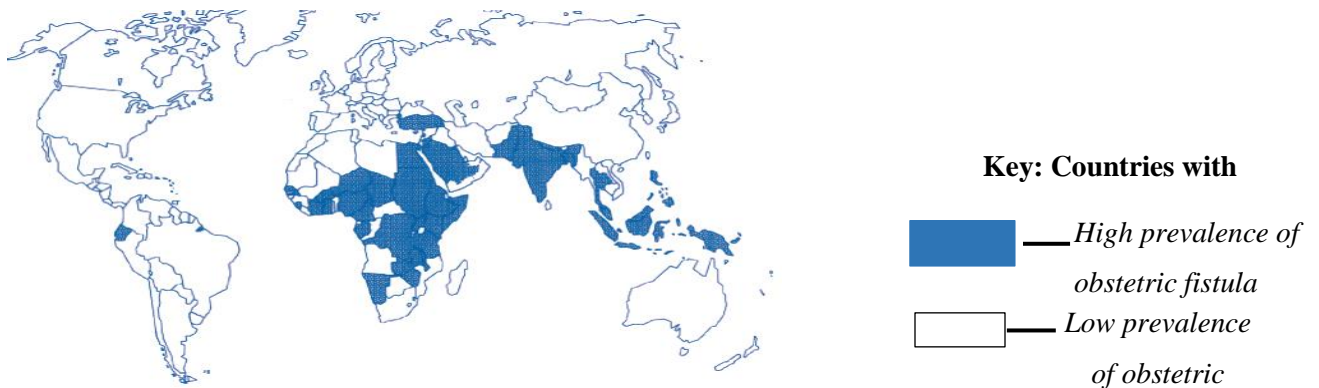 Key: Countries with
High prevalence of
obstetric fistula
Low prevalence
of obstetric